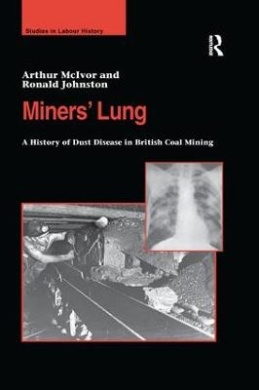 Studies in Labour History
R
ROUTLEDGE
Arthur McIvor and
Ronald Johnston
Miners' Lung
A History of Dust Disease in British Coal Mining